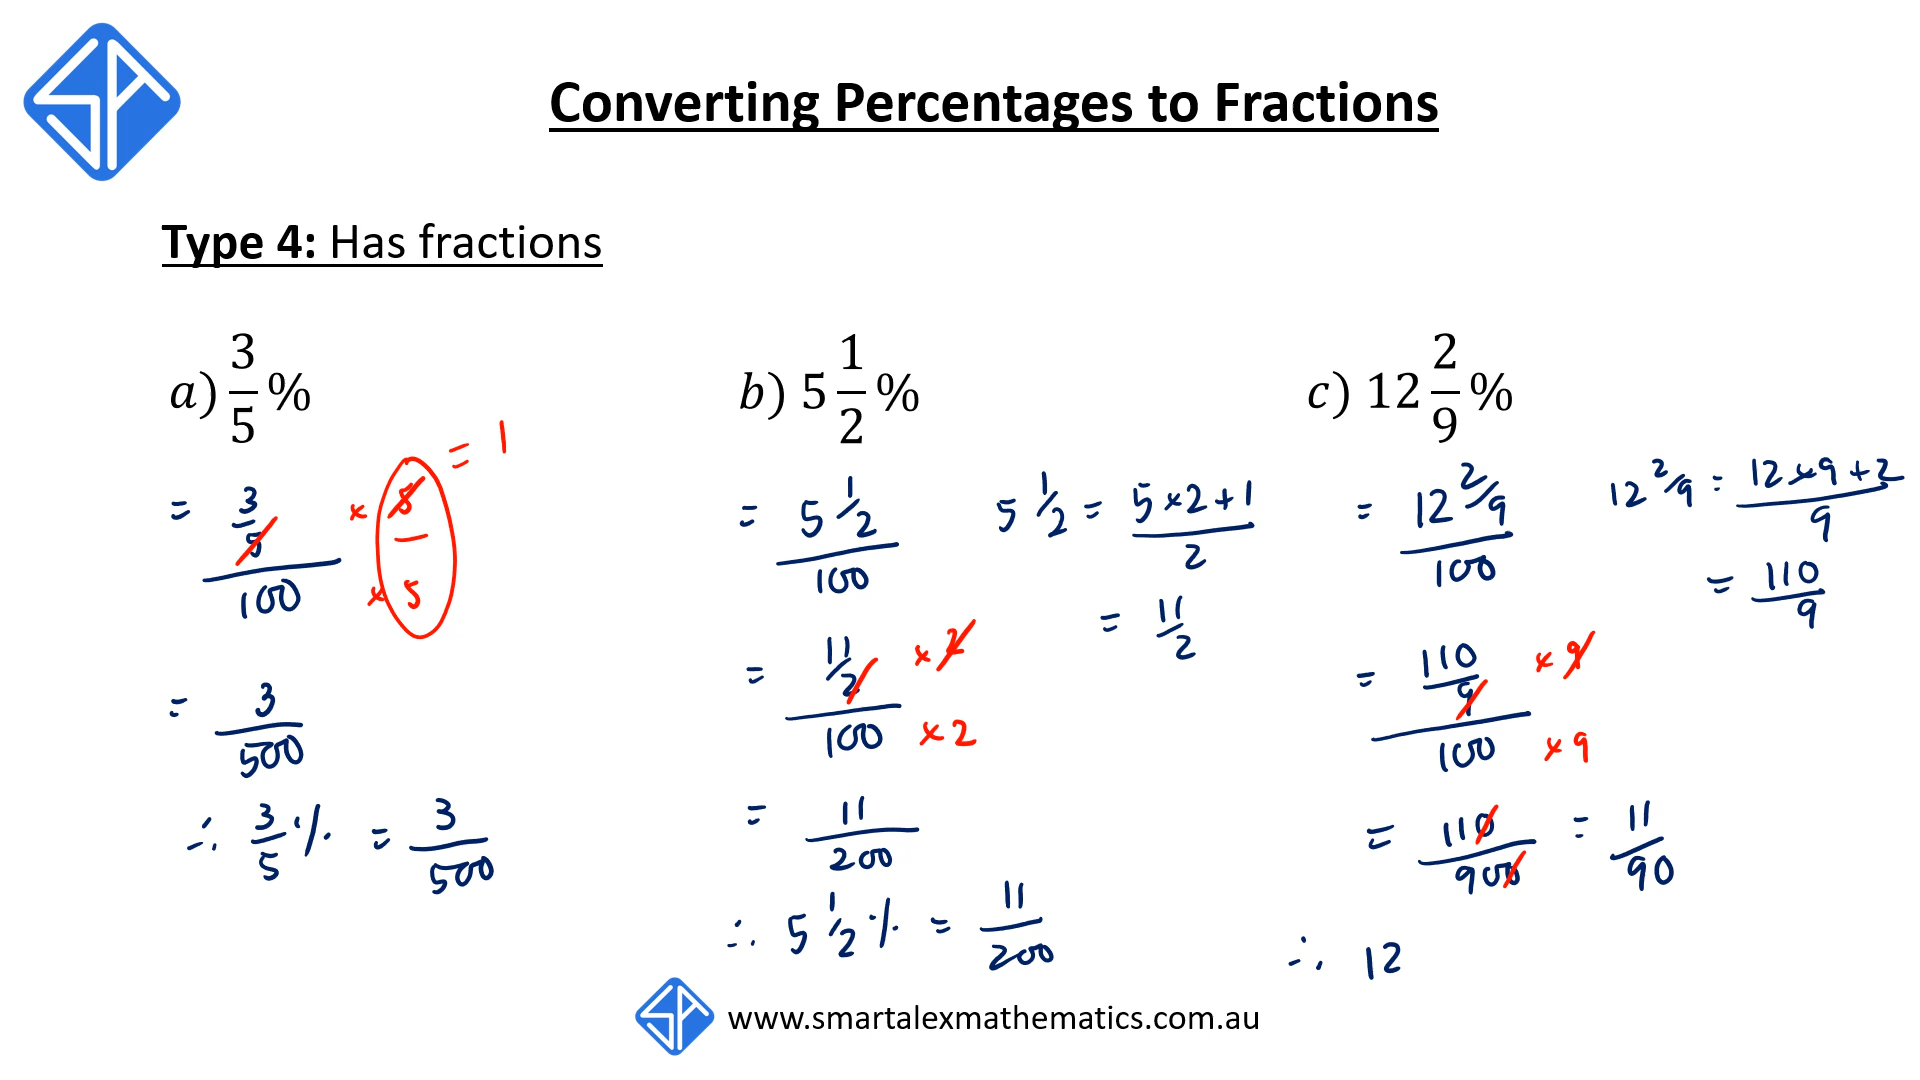 Converting Percentages to Fractions
Type 4: Has fractions
a) 3/5 %
= 3/5 / 100 × 5 / × 5 = 1
= 3/500
∴ 3/5 % = 3/500
b) 5 1/2 %
= 5 1/2 / 100
5 1/2 = 5 × 2 + 1 / 2
= 11/2
= 11/2 × 2 / 100 × 2
= 11/200
∴ 5 1/2 % = 11/200
c) 12 2/9 %
= 12 2/9 / 100
12 2/9 = 12 × 9 + 2 / 9
= 110/9
= 110/9 × 9 / 100 × 9
= 110/900 = 11/90
∴ 12
www.smartalexmathematics.com.au